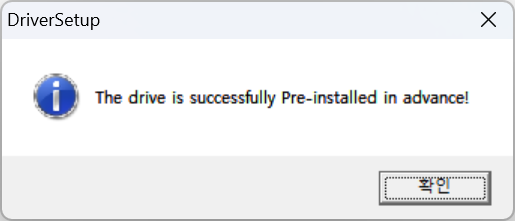 DriverSetup
The drive is successfully Pre-installed in advance!
확인